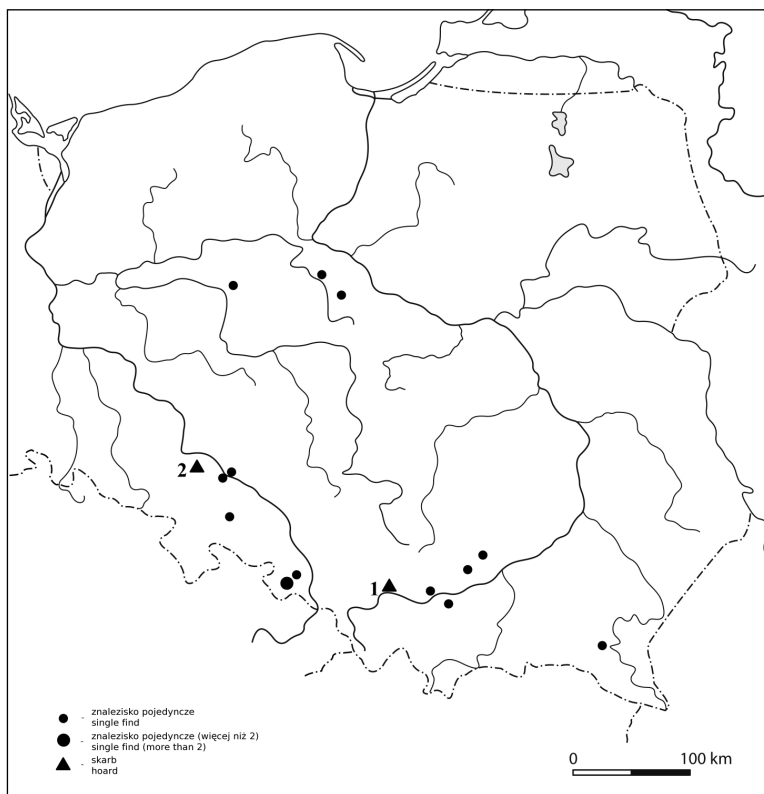 2
1
- znalezisko pojedyncze
single find
- znalezisko pojedyncze (więcej niż 2)
single find (more than 2)
- skarb
hoard
0 100 km